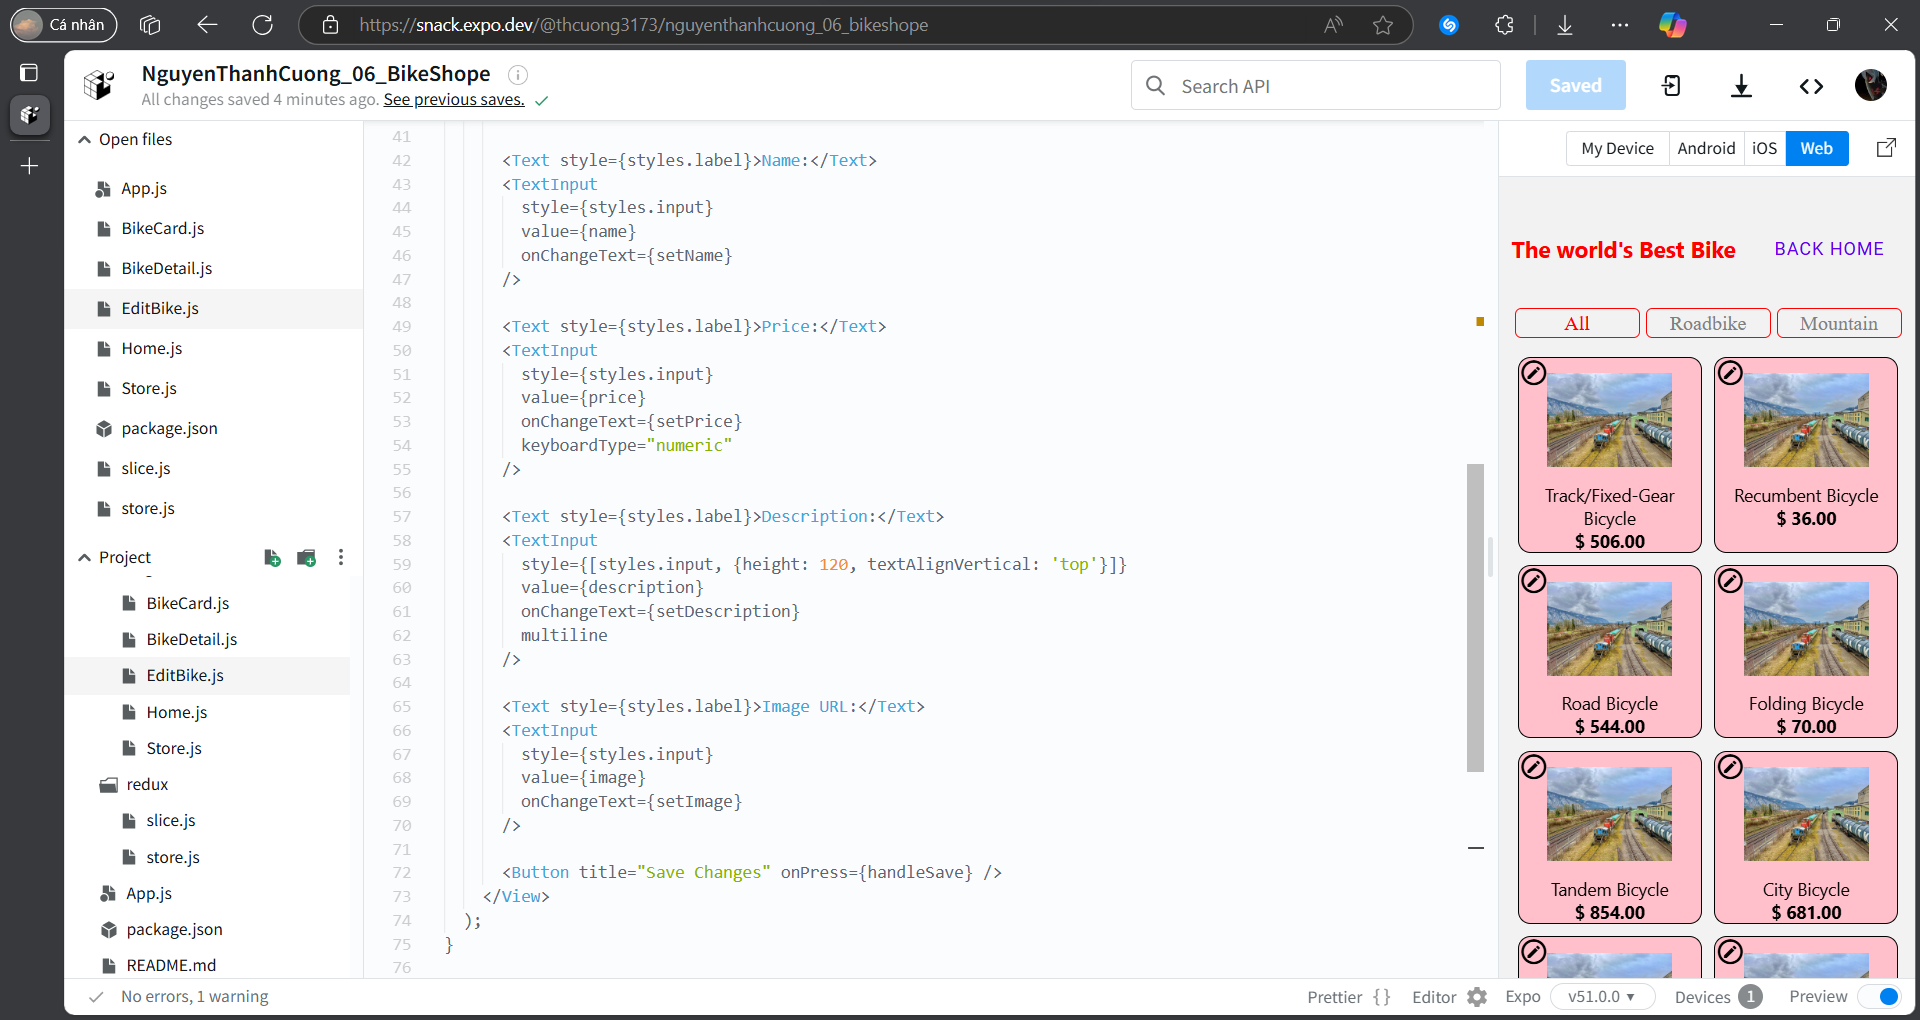 Cá nhân
https://snack.expo.dev/@thcuong3173/nguyenthanhcuong_06_bikeshope
NguyenThanhCuong_06_BikeShope
All changes saved 4 minutes ago. See previous saves.
Search API
Saved
Open files
App.js
BikeCard.js
BikeDetail.js
EditBike.js
Home.js
Store.js
package.json
slice.js
store.js
Project
BikeCard.js
BikeDetail.js
EditBike.js
Home.js
Store.js
redux
slice.js
store.js
App.js
package.json
README.md
41
42 <Text style={styles.label}>Name:</Text>
43 <TextInput
44 style={styles.input}
45 value={name}
46 onChangeText={setName}
47 />
48
49 <Text style={styles.label}>Price:</Text>
50 <TextInput
51 style={styles.input}
52 value={price}
53 onChangeText={setPrice}
54 keyboardType="numeric"
55 />
56
57 <Text style={styles.label}>Description:</Text>
58 <TextInput
59 style={[styles.input, {height: 120, textAlignVertical: 'top'}]}
60 value={description}
61 onChangeText={setDescription}
62 multiline
63 />
64
65 <Text style={styles.label}>Image URL:</Text>
66 <TextInput
67 style={styles.input}
68 value={image}
69 onChangeText={setImage}
70 />
71
72 <Button title="Save Changes" onPress={handleSave} />
73 </View>
74 );
75 }
76
My Device Android iOS Web
The world's Best Bike BACK HOME
All Roadbike Mountain
Track/Fixed-Gear
Bicycle
$ 506.00
Recumbent Bicycle
$ 36.00
Road Bicycle
$ 544.00
Folding Bicycle
$ 70.00
Tandem Bicycle
$ 854.00
City Bicycle
$ 681.00
No errors, 1 warning
Prettier {} Editor Expo v51.0.0 Devices 1 Preview